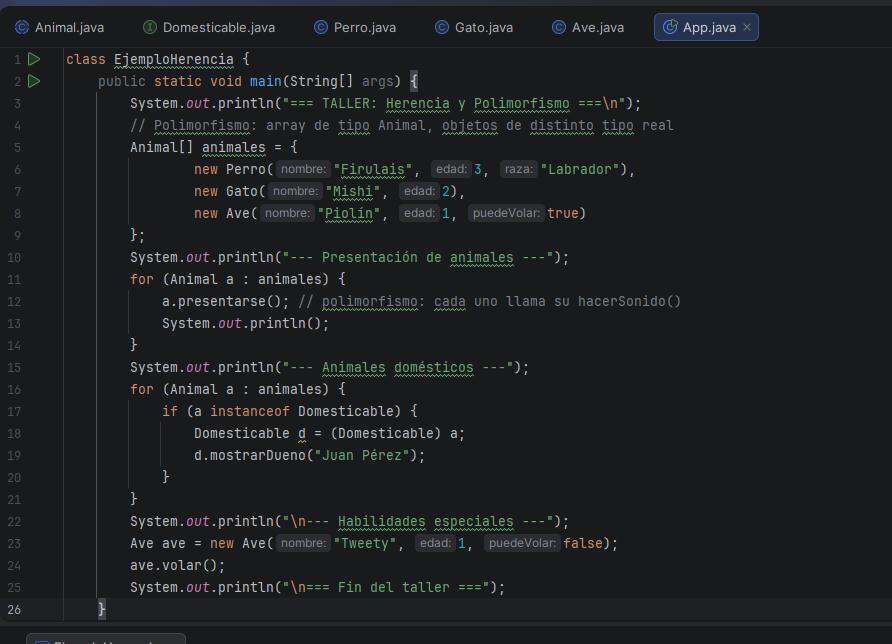 Animal.java Domesticable.java Perro.java Gato.java Ave.java App.java
1 class EjemploHerencia {
2 public static void main(String[] args) {
3 System.out.println("=== TALLER: Herencia y Polimorfismo ===\n");
4 // Polimorfismo: array de tipo Animal, objetos de distinto tipo real
5 Animal[] animales = {
6 new Perro( nombre: "Firulais", edad: 3, raza: "Labrador"),
7 new Gato( nombre: "Mishi", edad: 2),
8 new Ave( nombre: "Piolín", edad: 1, puedeVolar: true)
9 };
10 System.out.println("--- Presentación de animales ---");
11 for (Animal a : animales) {
12 a.presentarse(); // polimorfismo: cada uno llama su hacerSonido()
13 System.out.println();
14 }
15 System.out.println("--- Animales domésticos ---");
16 for (Animal a : animales) {
17 if (a instanceof Domesticable) {
18 Domesticable d = (Domesticable) a;
19 d.mostrarDueno("Juan Pérez");
20 }
21 }
22 System.out.println("\n--- Habilidades especiales ---");
23 Ave ave = new Ave( nombre: "Tweety", edad: 1, puedeVolar: false);
24 ave.volar();
25 System.out.println("\n=== Fin del taller ===");
26 }